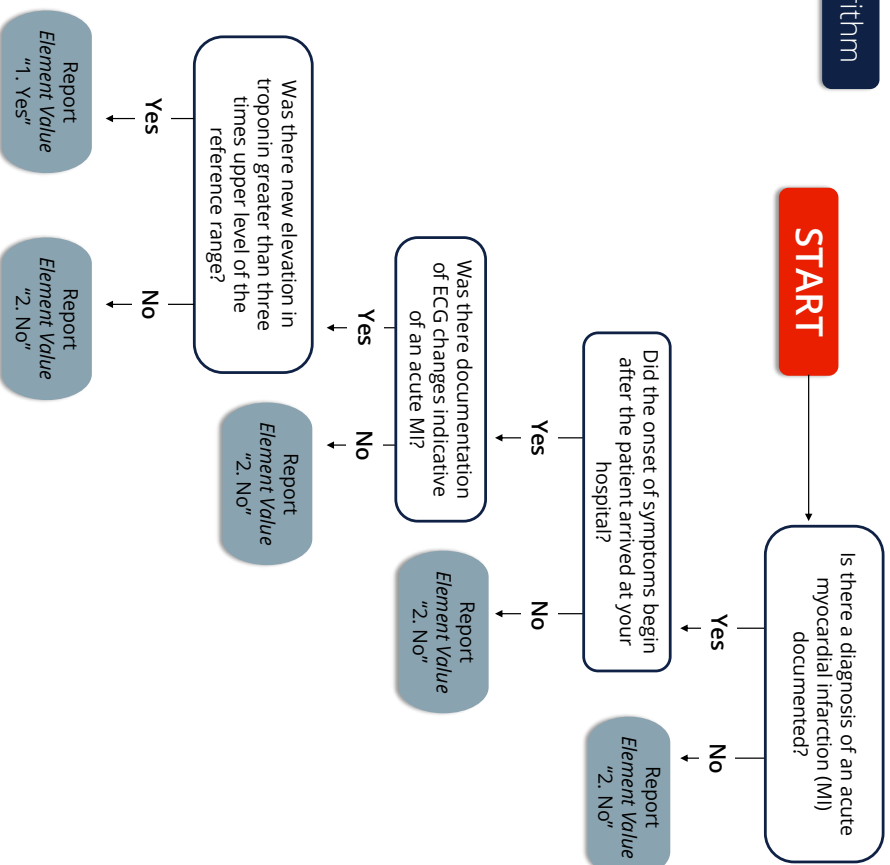 rithm
START
Is there a diagnosis of an acute
myocardial infarction (MI)
documented?
Yes
No
Report
Element Value
"2. No"
Did the onset of symptoms begin
after the patient arrived at your
hospital?
Yes
No
Report
Element Value
"2. No"
Was there documentation
of ECG changes indicative
of an acute MI?
Yes
No
Report
Element Value
"2. No"
Was there new elevation in
troponin greater than three
times upper level of the
reference range?
Yes
No
Report
Element Value
"1. Yes"
Report
Element Value
"2. No"